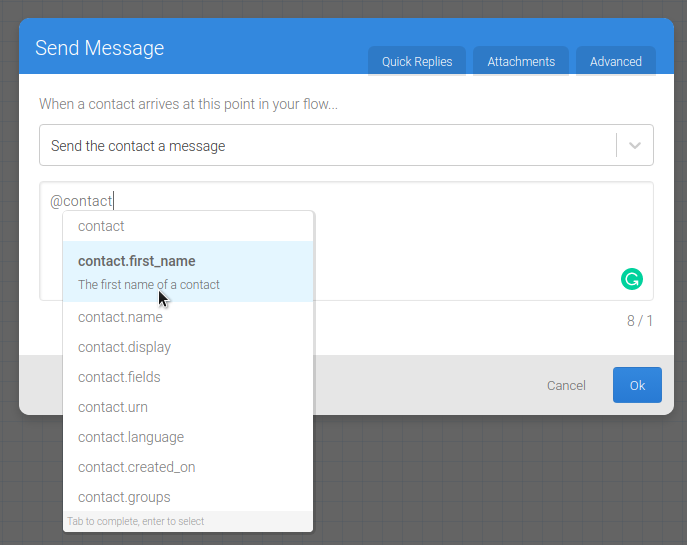 Send Message
Quick Replies Attachments Advanced
When a contact arrives at this point in your flow...
Send the contact a message
@contact
contact
contact.first_name
The first name of a contact
contact.name
contact.display
contact.fields
contact.urn
contact.language
contact.created_on
contact.groups
Tab to complete, enter to select
8 / 1
Cancel Ok